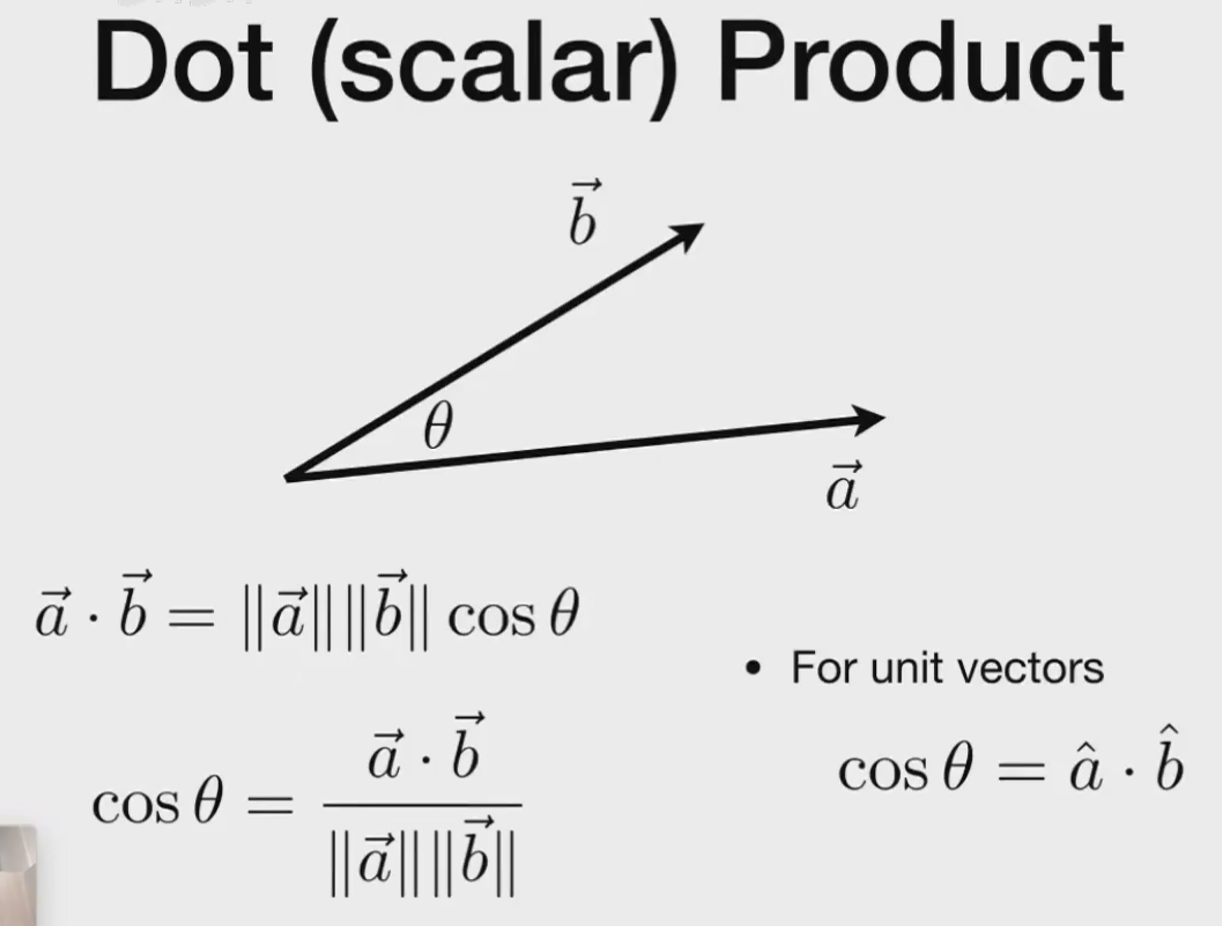 Dot (scalar) Product
$\vec{b}$
$\theta$
$\vec{a}$
$\vec{a} \cdot \vec{b} = \|\vec{a}\| \|\vec{b}\| \cos \theta$
• For unit vectors
$\cos \theta = \frac{\vec{a} \cdot \vec{b}}{\|\vec{a}\| \|\vec{b}\|}$
$\cos \theta = \hat{a} \cdot \hat{b}$